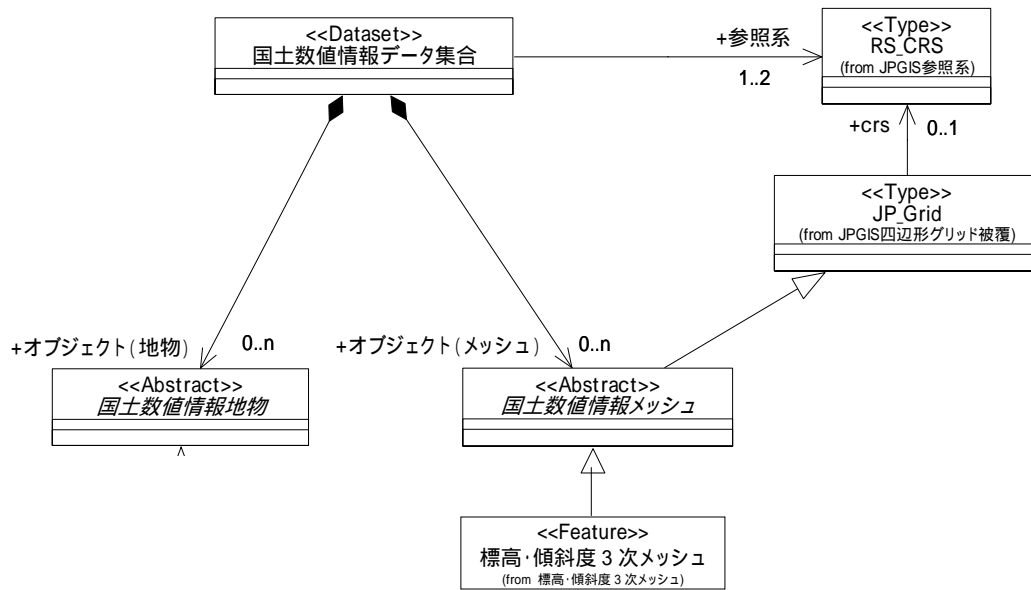 <<Dataset>>
国土数値情報データ集合
+参照系
1..2
<<Type>>
RS_CRS
(from JPGIS参照系)
+crs
0..1
<<Type>>
JP_Grid
(from JPGIS四辺形グリッド被覆)
+オブジェクト(地物)
0..n
+オブジェクト(メッシュ)
0..n
<<Abstract>>
国土数値情報地物
<<Abstract>>
国土数値情報メッシュ
<<Feature>>
標高・傾斜度3次メッシュ
(from 標高・傾斜度3次メッシュ)